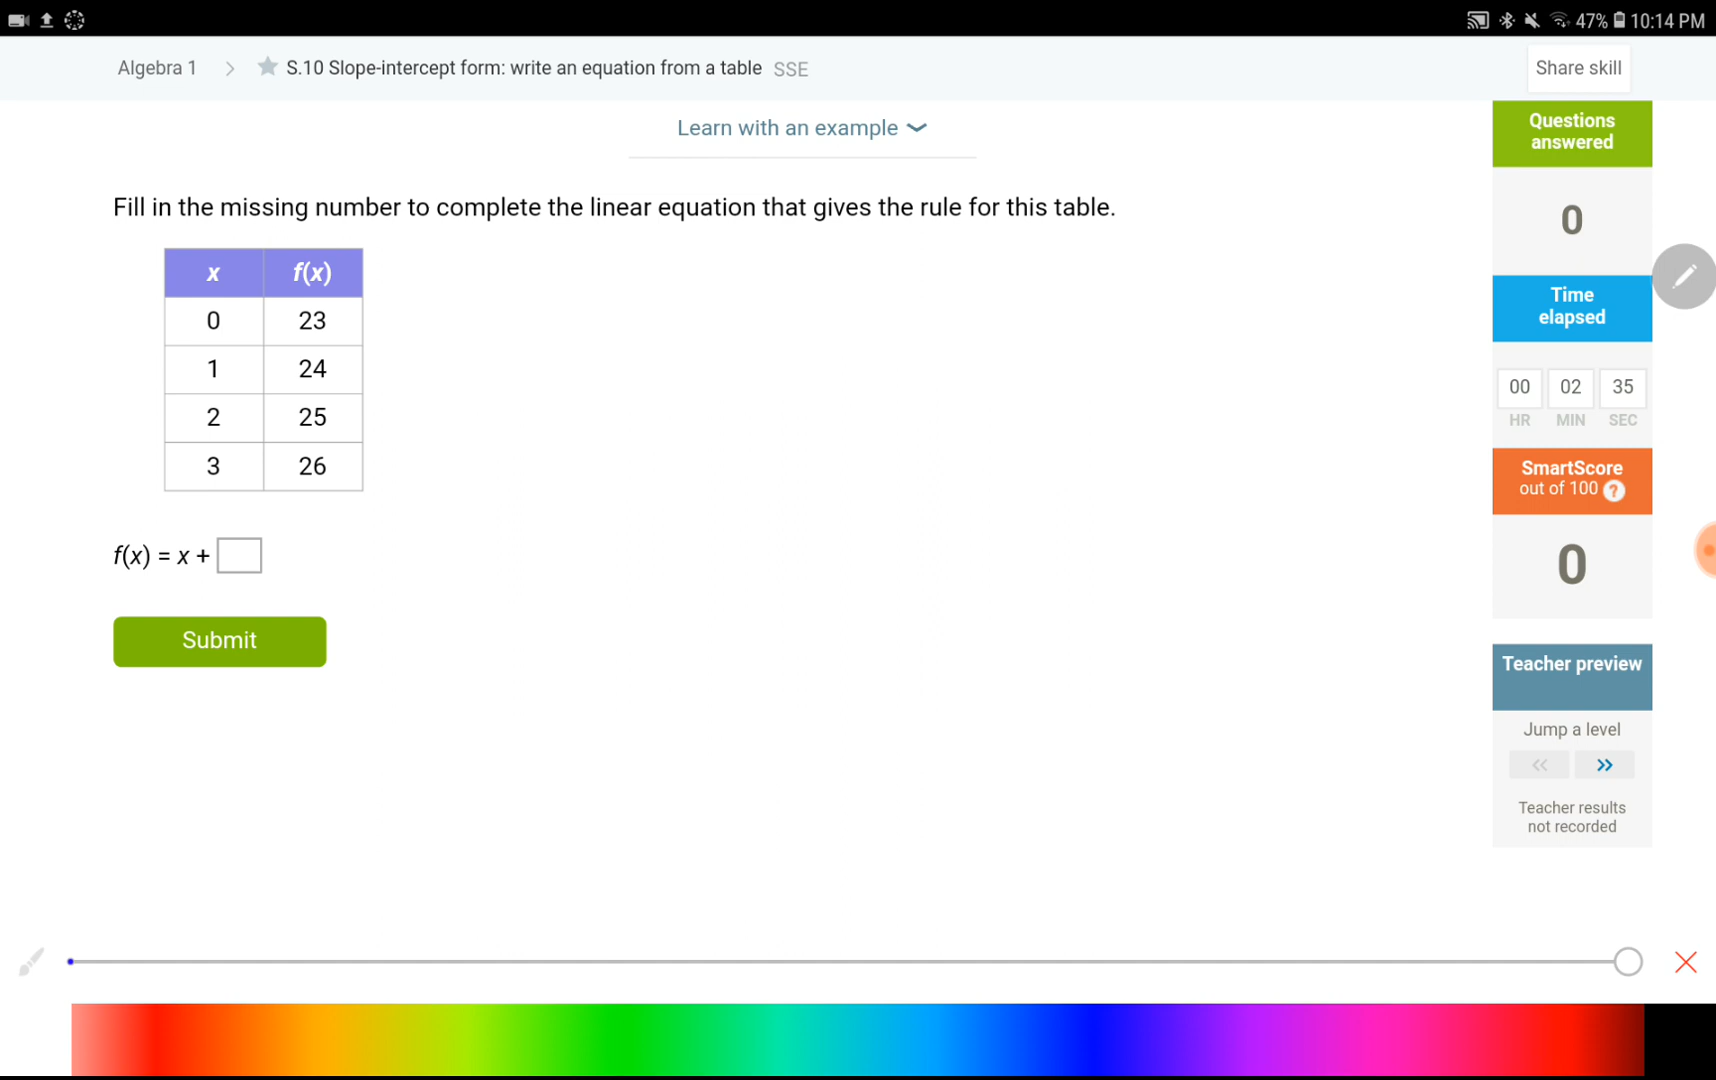 47% 10:14 PM
Algebra 1 > S.10 Slope-intercept form: write an equation from a table SSE
Share skill
Learn with an example
Fill in the missing number to complete the linear equation that gives the rule for this table.
x f(x)
0 23
1 24
2 25
3 26
f(x) = x +
Submit
Questions
answered
0
Time
elapsed
00 02 35
HR MIN SEC
SmartScore
out of 100 ?
0
Teacher preview
Jump a level
Teacher results
not recorded